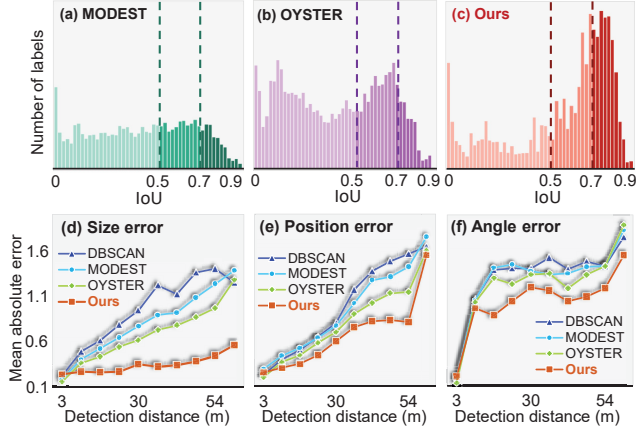 (a) MODEST
(b) OYSTER
(c) Ours
Number of labels
0 0.5 0.7 0.9
IoU
0 0.5 0.7 0.9
IoU
0 0.5 0.7 0.9
IoU
(d) Size error
(e) Position error
(f) Angle error
Mean absolute error
1.6
1.1
0.6
0.1
DBSCAN
MODEST
OYSTER
Ours
DBSCAN
MODEST
OYSTER
Ours
DBSCAN
MODEST
OYSTER
Ours
3 30 54
Detection distance (m)
3 30 54
Detection distance (m)
3 30 54
Detection distance (m)